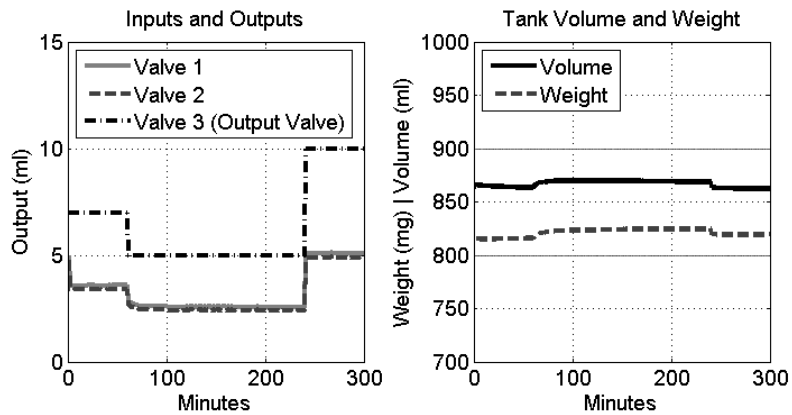 Inputs and Outputs
15
10
5
0
Output (ml)
Valve 1
Valve 2
Valve 3 (Output Valve)
0
100
200
300
Minutes
Tank Volume and Weight
1000
950
900
850
800
750
700
Weight (mg) | Volume (ml)
Volume
Weight
0
100
200
300
Minutes